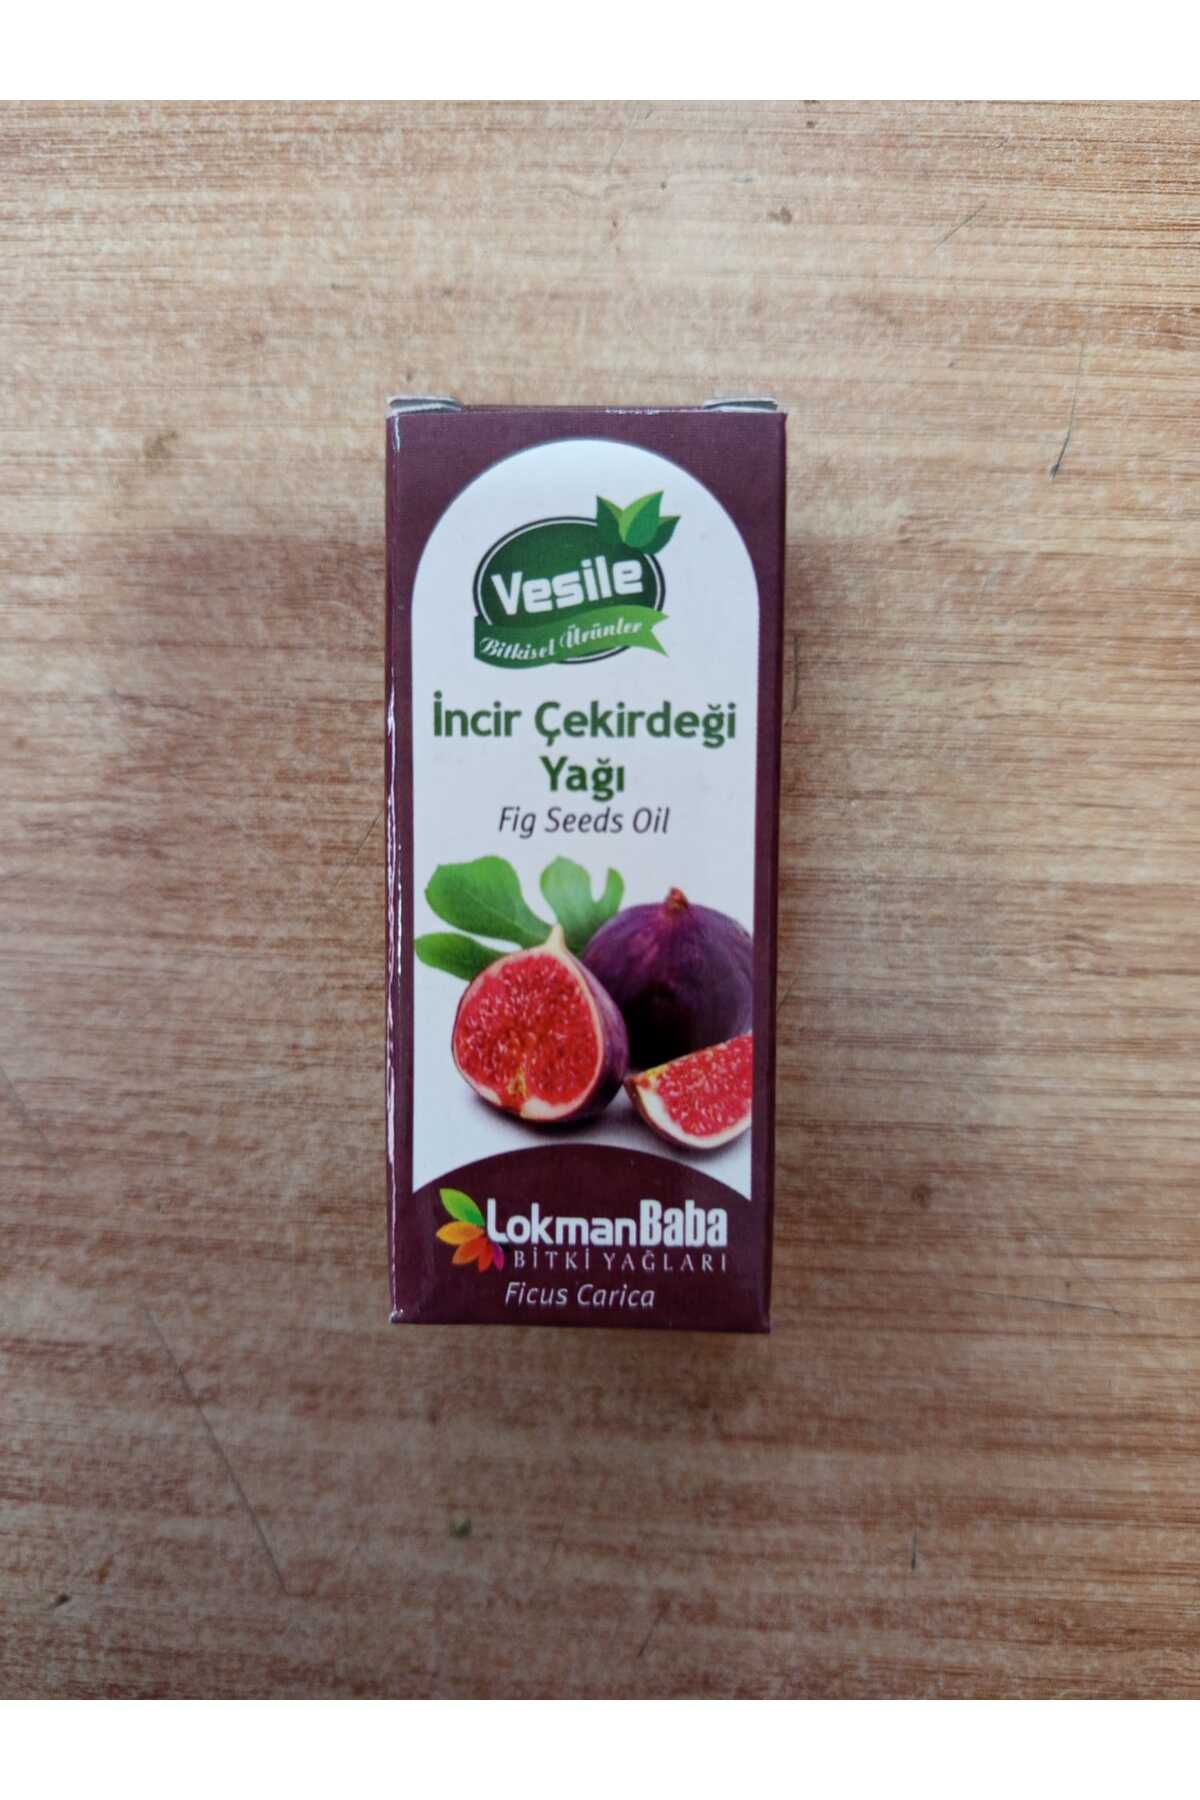 Vesile
Bitkisel Ürünler
İncir Çekirdeği
Yağı
Fig Seeds Oil
LokmanBaba
BİTKİ YAĞLARI
Ficus Carica